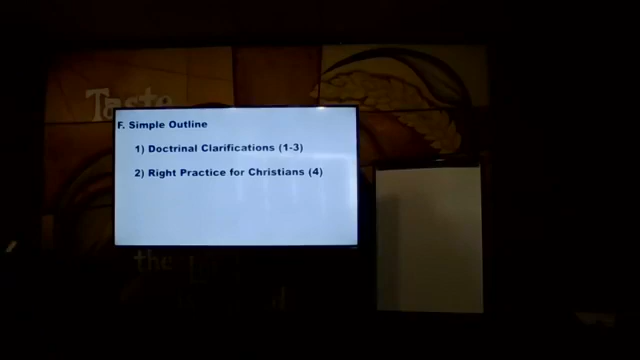 Taste
F. Simple Outline
1) Doctrinal Clarifications (1-3)
2) Right Practice for Christians (4)
the